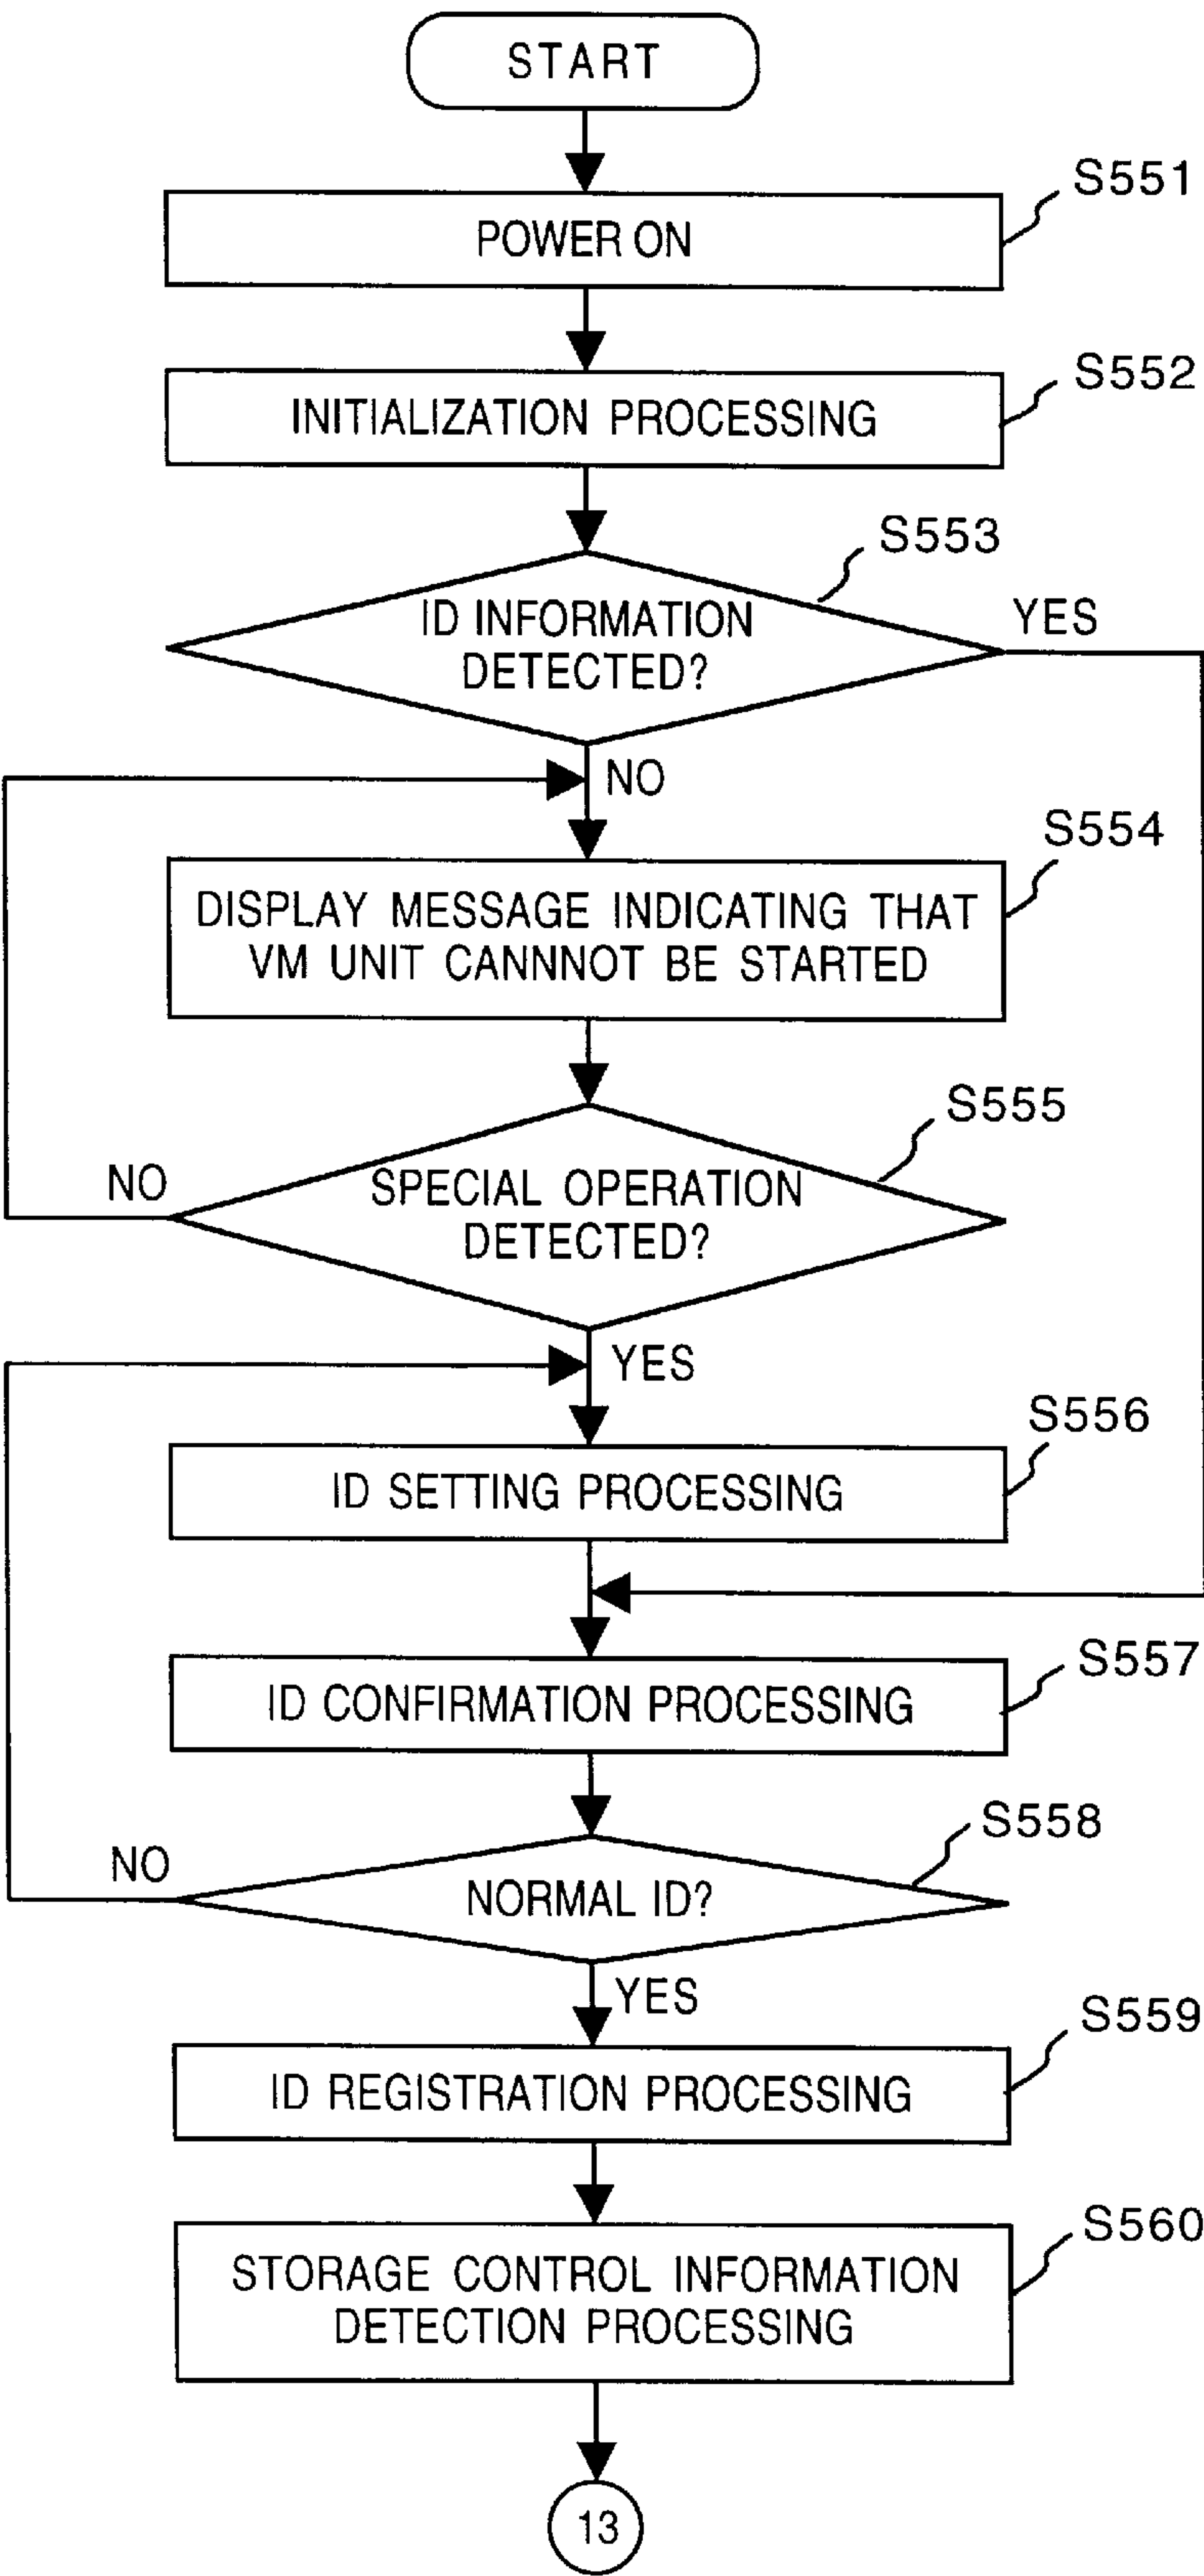 START
S551
POWER ON
S552
INITIALIZATION PROCESSING
S553
ID INFORMATION
DETECTED?
YES
NO
S554
DISPLAY MESSAGE INDICATING THAT
VM UNIT CANNNOT BE STARTED
S555
NO
SPECIAL OPERATION
DETECTED?
YES
S556
ID SETTING PROCESSING
S557
ID CONFIRMATION PROCESSING
S558
NO
NORMAL ID?
YES
S559
ID REGISTRATION PROCESSING
S560
STORAGE CONTROL INFORMATION
DETECTION PROCESSING
13